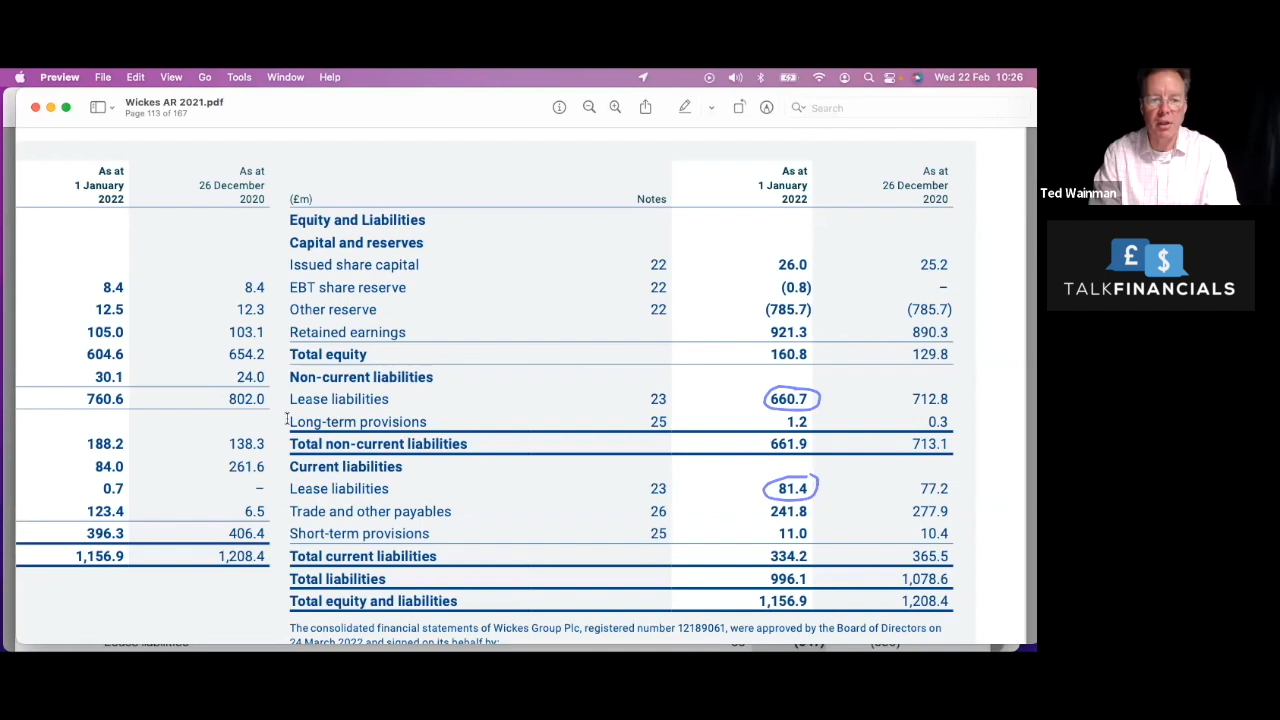 Preview File Edit View Go Tools Window Help Wed 22 Feb 10:26
Wickes AR 2021.pdf
Page 113 of 167
Search
As at As at As at As at
1 January 26 December 1 January 26 December
2022 2020 (£m) Notes 2022 2020
Equity and Liabilities
Capital and reserves
Issued share capital 22 26.0 25.2
8.4 8.4 EBT share reserve 22 (0.8) –
12.5 12.3 Other reserve 22 (785.7) (785.7)
105.0 103.1 Retained earnings 921.3 890.3
604.6 654.2 Total equity 160.8 129.8
30.1 24.0 Non-current liabilities
760.6 802.0 Lease liabilities 23 660.7 712.8
Long-term provisions 25 1.2 0.3
188.2 138.3 Total non-current liabilities 661.9 713.1
84.0 261.6 Current liabilities
0.7 – Lease liabilities 23 81.4 77.2
123.4 6.5 Trade and other payables 26 241.8 277.9
396.3 406.4 Short-term provisions 25 11.0 10.4
1,156.9 1,208.4 Total current liabilities 334.2 365.5
Total liabilities 996.1 1,078.6
Total equity and liabilities 1,156.9 1,208.4
The consolidated financial statements of Wickes Group Plc, registered number 12189061, were approved by the Board of Directors on
24 March 2022 and signed on its behalf by:
Ted Wainman
£ $
TALKFINANCIALS